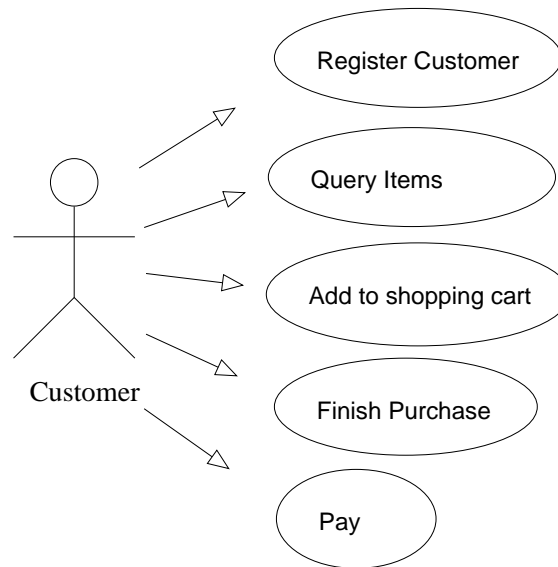 Register Customer
Query Items
Add to shopping cart
Customer
Finish Purchase
Pay